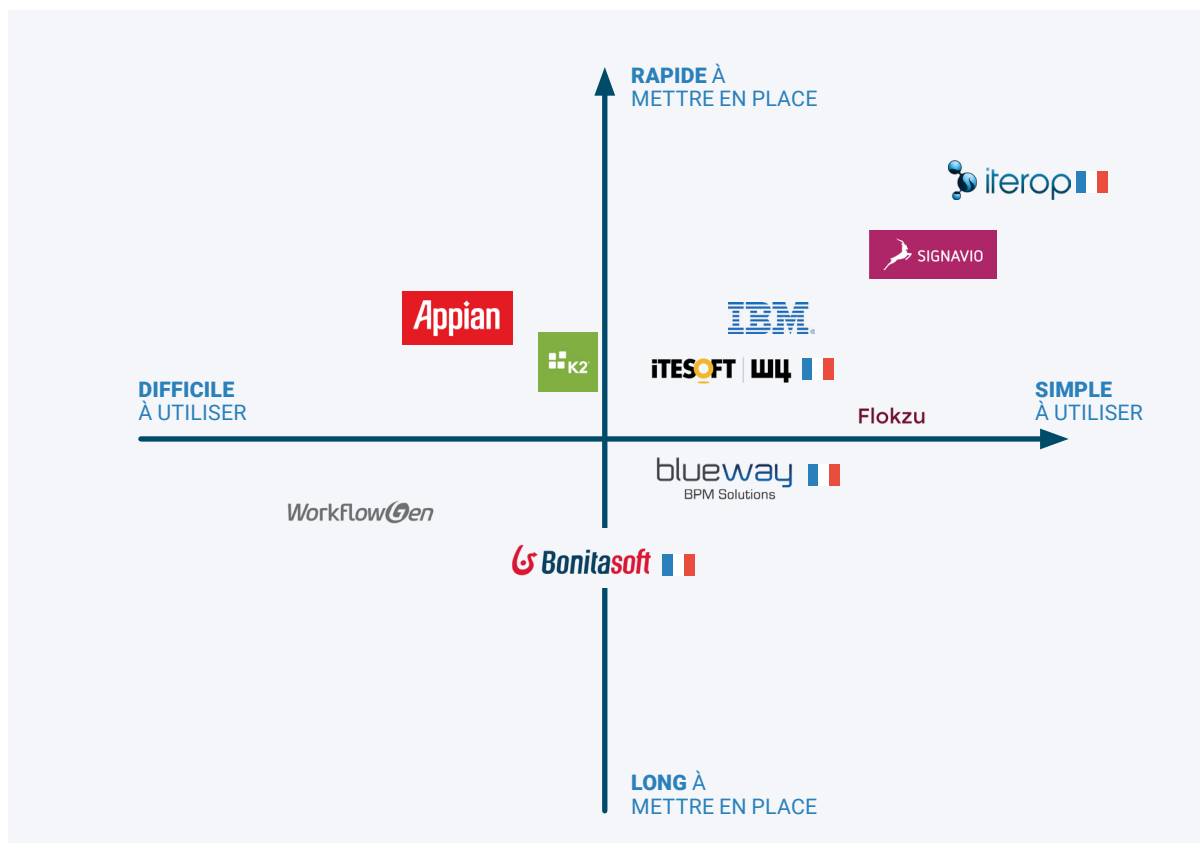 RAPIDE À
METTRE EN PLACE
iterop
SIGNAVIO
Appian
IBM
K2
iTESOFT | W4
DIFFICILE
À UTILISER
SIMPLE
À UTILISER
Flokzu
blueway
BPM Solutions
WorkflowGen
Bonitasoft
LONG À
METTRE EN PLACE